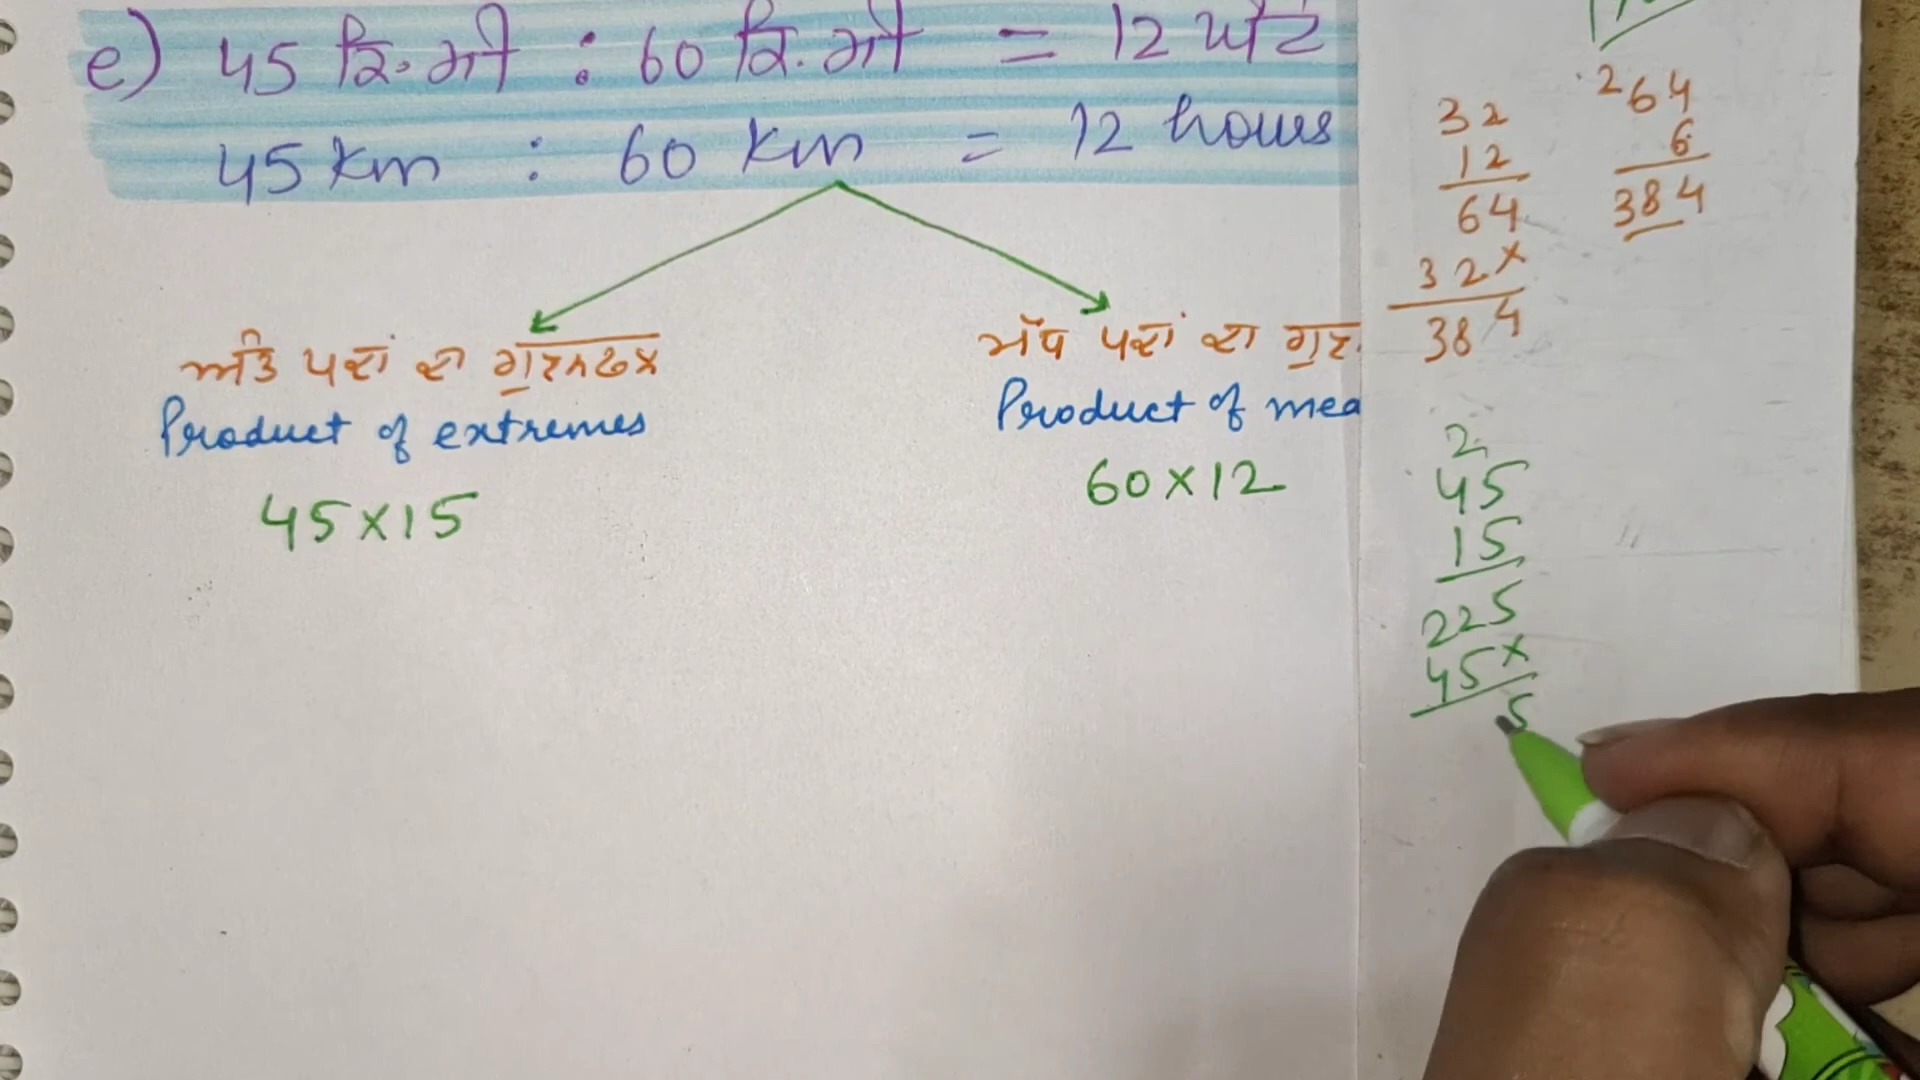 e) 45 ਕਿ.ਮੀ : 60 ਕਿ.ਮੀ = 12 ਘੰਟੇ
45 km : 60 km = 12 hours
ਅੰਤ ਪਦਾਂ ਦਾ ਗੁਣਨਫਲ
Product of extremes
45×15
ਮੱਧ ਪਦਾਂ ਦਾ
Product of mea
60×12
32
12
64
32×
384
264
6
384
2
45
15
225
45×
5